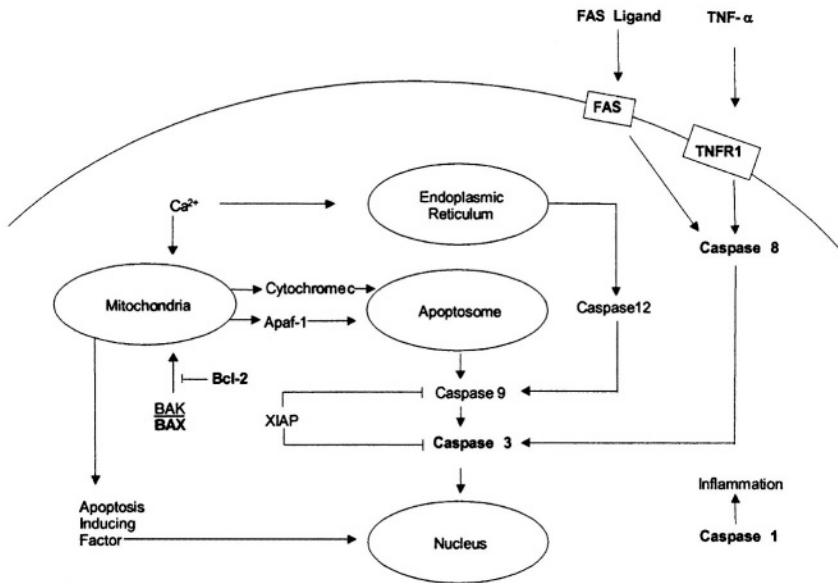 FAS Ligand
TNF-α
FAS
TNFR1
Ca²⁺
Endoplasmic
Reticulum
Caspase 8
Mitochondria
Cytochrome c
Apaf-1
Apoptosome
Caspase12
Bcl-2
BAK
BAX
Caspase 9
XIAP
Caspase 3
Inflammation
Apoptosis
Inducing
Factor
Nucleus
Caspase 1